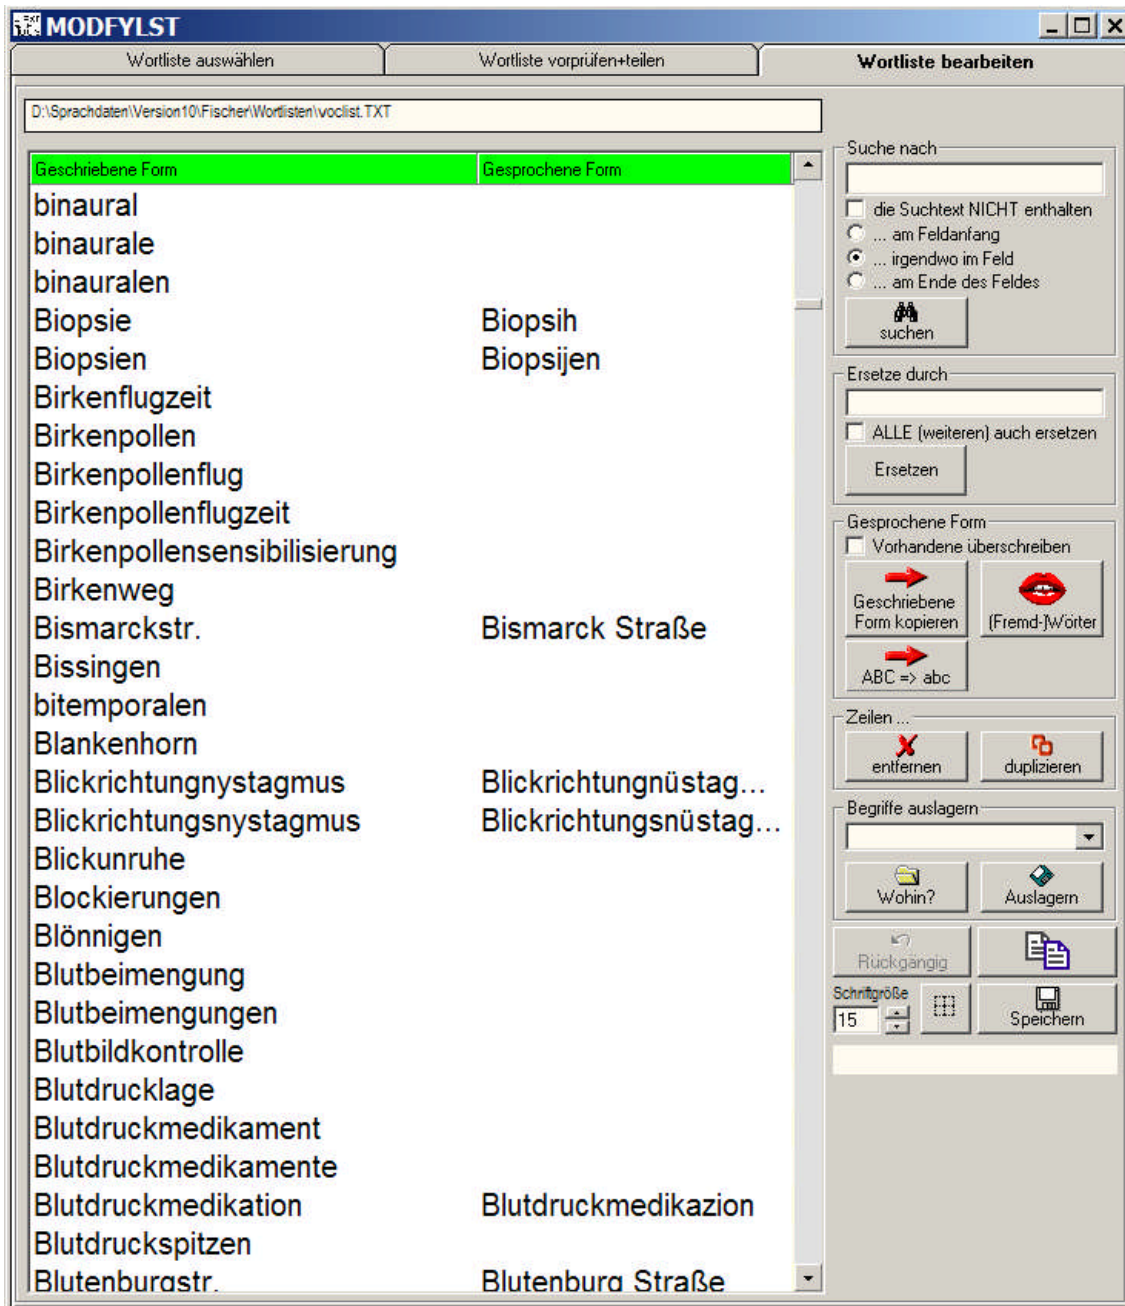 MODFYLST
Wortliste auswählen Wortliste vorprüfen+teilen Wortliste bearbeiten
D:\Sprachdaten\Version10\Fischer\Wortlisten\voclist.TXT
Geschriebene Form Gesprochene Form
binaural
binaurale
binauralen
Biopsie Biopsih
Biopsien Biopsijen
Birkenflugzeit
Birkenpollen
Birkenpollenflug
Birkenpollenflugzeit
Birkenpollensensibilisierung
Birkenweg
Bismarckstr. Bismarck Straße
Bissingen
bitemporalen
Blankenhorn
Blickrichtungnystagmus Blickrichtungnüstag...
Blickrichtungsnystagmus Blickrichtungsnüstag...
Blickunruhe
Blockierungen
Blönnigen
Blutbeimengung
Blutbeimengungen
Blutbildkontrolle
Blutdrucklage
Blutdruckmedikament
Blutdruckmedikamente
Blutdruckmedikation Blutdruckmedikazion
Blutdruckspitzen
Blutenburgstr. Blutenburg Straße
Suche nach
die Suchtext NICHT enthalten
... am Feldanfang
... irgendwo im Feld
... am Ende des Feldes
suchen
Ersetze durch
ALLE (weiteren) auch ersetzen
Ersetzen
Gesprochene Form
Vorhandene überschreiben
Geschriebene
Form kopieren (Fremd-)Wörter
ABC => abc
Zeilen ...
entfernen duplizieren
Begriffe auslagern
Wohin? Auslagern
Rückgängig
Schriftgröße
15 Speichern